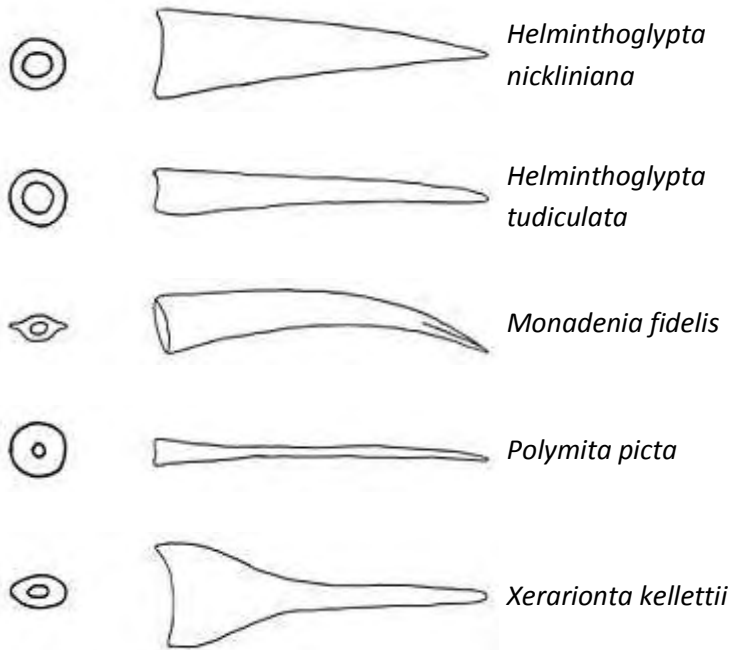 Helminthoglypta
nickliniana
Helminthoglypta
tudiculata
Monadenia fidelis
Polymita picta
Xerarionta kellettii